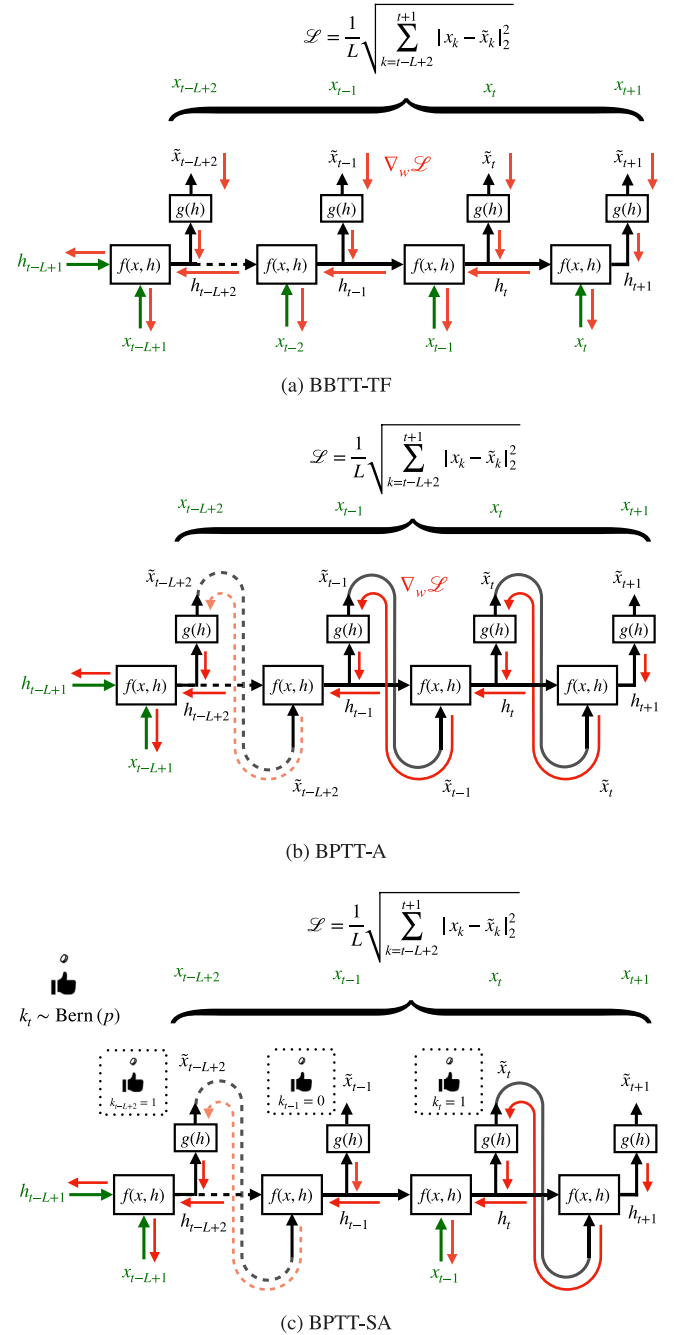 ℒ = 1/L √( ∑_{k=t−L+2}^{t+1} |x_k − x̃_k|_2^2 )
x_{t−L+2} x_{t−1} x_t x_{t+1}
x̃_{t−L+2} x̃_{t−1} ∇_w ℒ x̃_t x̃_{t+1}
g(h) g(h) g(h) g(h)
h_{t−L+1} f(x, h) f(x, h) f(x, h) f(x, h)
h_{t−L+2} h_{t−1} h_t h_{t+1}
x_{t−L+1} x_{t−2} x_{t−1} x_t
(a) BBTT-TF
ℒ = 1/L √( ∑_{k=t−L+2}^{t+1} |x_k − x̃_k|_2^2 )
x_{t−L+2} x_{t−1} x_t x_{t+1}
x̃_{t−L+2} x̃_{t−1} ∇_w ℒ x̃_t x̃_{t+1}
g(h) g(h) g(h) g(h)
h_{t−L+1} f(x, h) f(x, h) f(x, h) f(x, h)
h_{t−L+2} h_{t−1} h_t h_{t+1}
x_{t−L+1} x̃_{t−L+2} x̃_{t−1} x̃_t
(b) BPTT-A
ℒ = 1/L √( ∑_{k=t−L+2}^{t+1} |x_k − x̃_k|_2^2 )
x_{t−L+2} x_{t−1} x_t x_{t+1}
k_t ∼ Bern (p)
x̃_{t−L+2} x̃_{t−1} x̃_t x̃_{t+1}
k_{t−L+2} = 1 k_{t−1} = 0 k_t = 1
g(h) g(h) g(h) g(h)
h_{t−L+1} f(x, h) f(x, h) f(x, h) f(x, h)
h_{t−L+2} h_{t−1} h_t h_{t+1}
x_{t−L+1} x_{t−1}
(c) BPTT-SA